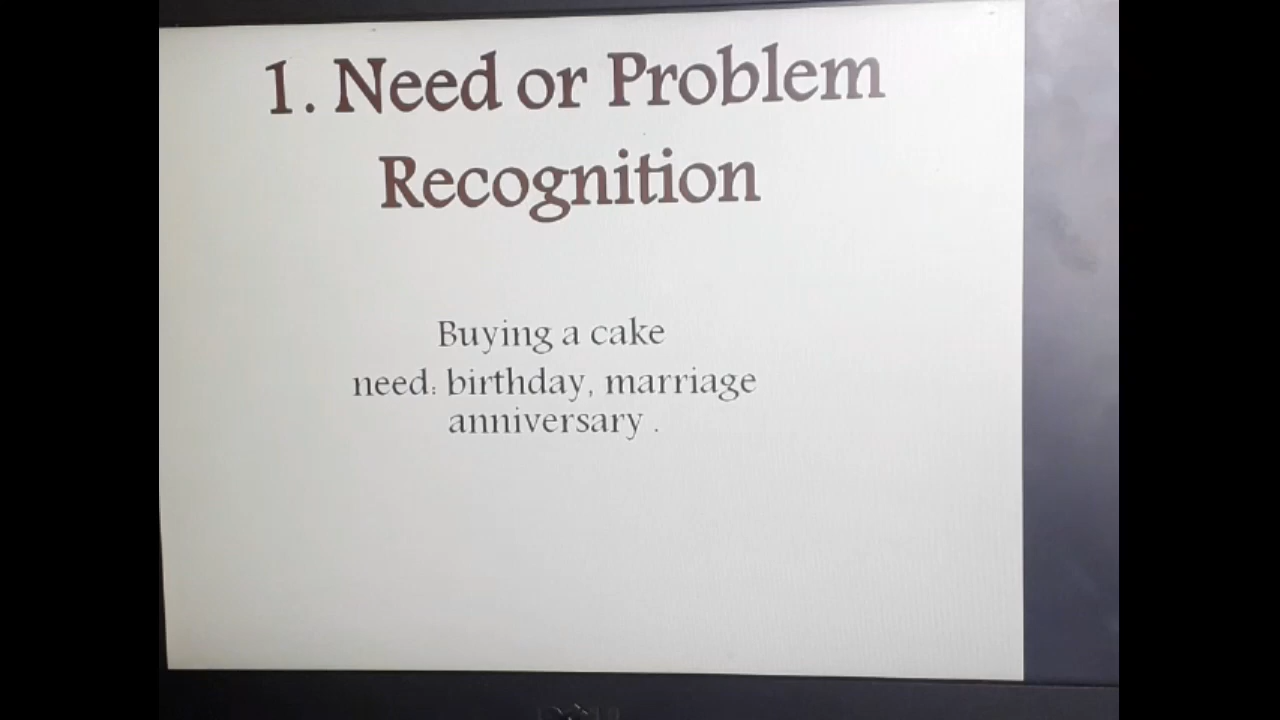 1. Need or Problem
Recognition
Buying a cake
need: birthday, marriage
anniversary .